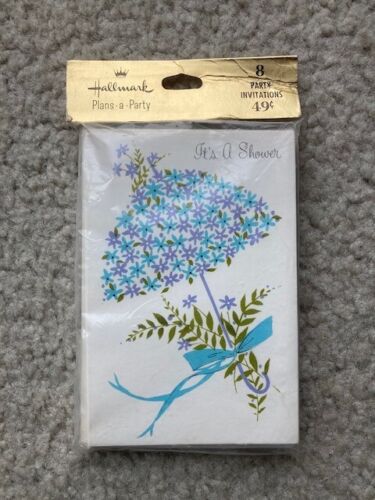 Hallmark
Plans-a-Party
8
PARTY
INVITATIONS
49¢
It's A Shower